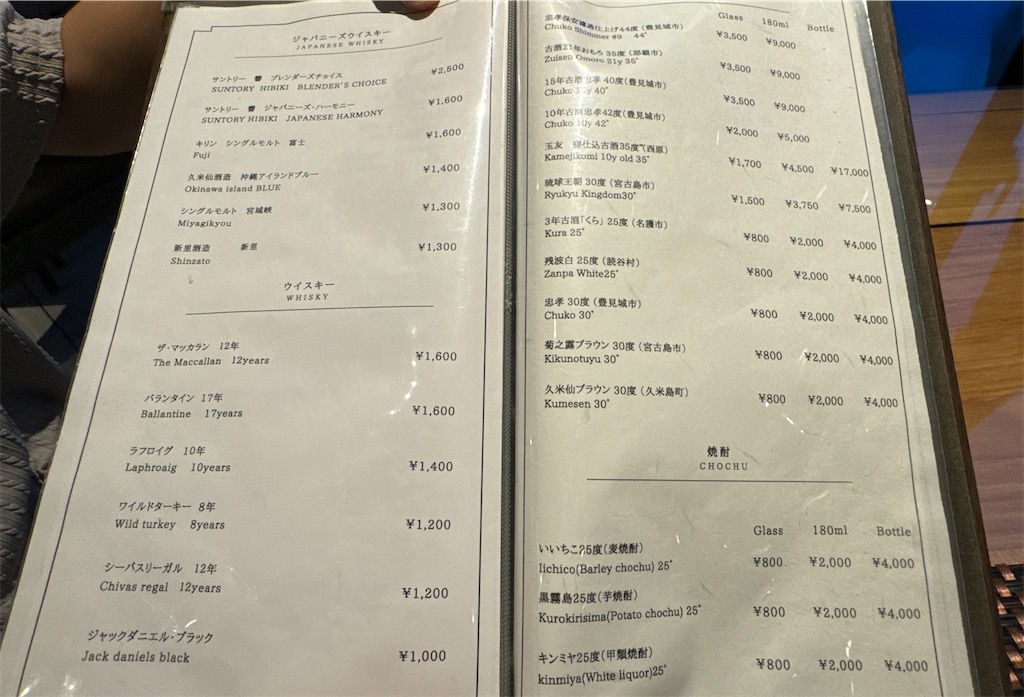 ジャパニーズウイスキー
JAPANESE WHISKY
サントリー 響 ブレンダーズチョイス
SUNTORY HIBIKI BLENDER'S CHOICE ¥2,500
サントリー 響 ジャパニーズ・ハーモニー
SUNTORY HIBIKI JAPANESE HARMONY ¥1,600
キリン シングルモルト 富士
Fuji ¥1,600
久米仙酒造 沖縄アイランドブルー
Okinawa island BLUE ¥1,400
シングルモルト 宮城峡
Miyagikyou ¥1,300
新里酒造 新里
Shinzato ¥1,300
ウイスキー
WHISKY
ザ・マッカラン 12年
The Maccallan 12years ¥1,600
バランタイン 17年
Ballantine 17years ¥1,600
ラフロイグ 10年
Laphroaig 10years ¥1,400
ワイルドターキー 8年
Wild turkey 8years ¥1,200
シーバスリーガル 12年
Chivas regal 12years ¥1,200
ジャックダニエル・ブラック
Jack daniels black ¥1,000
Glass 180ml Bottle
忠孝保安濾過仕上げ44度(豊見城市)
Chuko Shimmer #9 44° ¥3,500 ¥9,000
古酒21年おもろ 35度(那覇市)
Zuisen Omoro 21y 35° ¥3,500 ¥9,000
15年古酒忠孝 40度(豊見城市)
Chuko 15y 40° ¥3,500 ¥9,000
10年古酒忠孝42度(豊見城市)
Chuko 10y 42° ¥2,000 ¥5,000
玉友 甕仕込古酒35度(西原)
Kamejikomi 10y old 35° ¥1,700 ¥4,500 ¥17,000
琉球王朝 30度(宮古島市)
Ryukyu Kingdom30° ¥1,500 ¥3,750 ¥7,500
3年古酒「くら」 25度(名護市)
Kura 25° ¥800 ¥2,000 ¥4,000
残波白 25度(読谷村)
Zanpa White25° ¥800 ¥2,000 ¥4,000
忠孝 30度(豊見城市)
Chuko 30° ¥800 ¥2,000 ¥4,000
菊之露ブラウン 30度(宮古島市)
Kikunotuyu 30° ¥800 ¥2,000 ¥4,000
久米仙ブラウン 30度(久米島町)
Kumesen 30° ¥800 ¥2,000 ¥4,000
焼酎
CHOCHU
Glass 180ml Bottle
いいちこ25度(麦焼酎)
Iichico(Barley chochu) 25° ¥800 ¥2,000 ¥4,000
黒霧島25度(芋焼酎)
Kurokirisima(Potato chochu) 25° ¥800 ¥2,000 ¥4,000
キンミヤ25度(甲類焼酎)
kinmiya(White liquor)25° ¥800 ¥2,000 ¥4,000